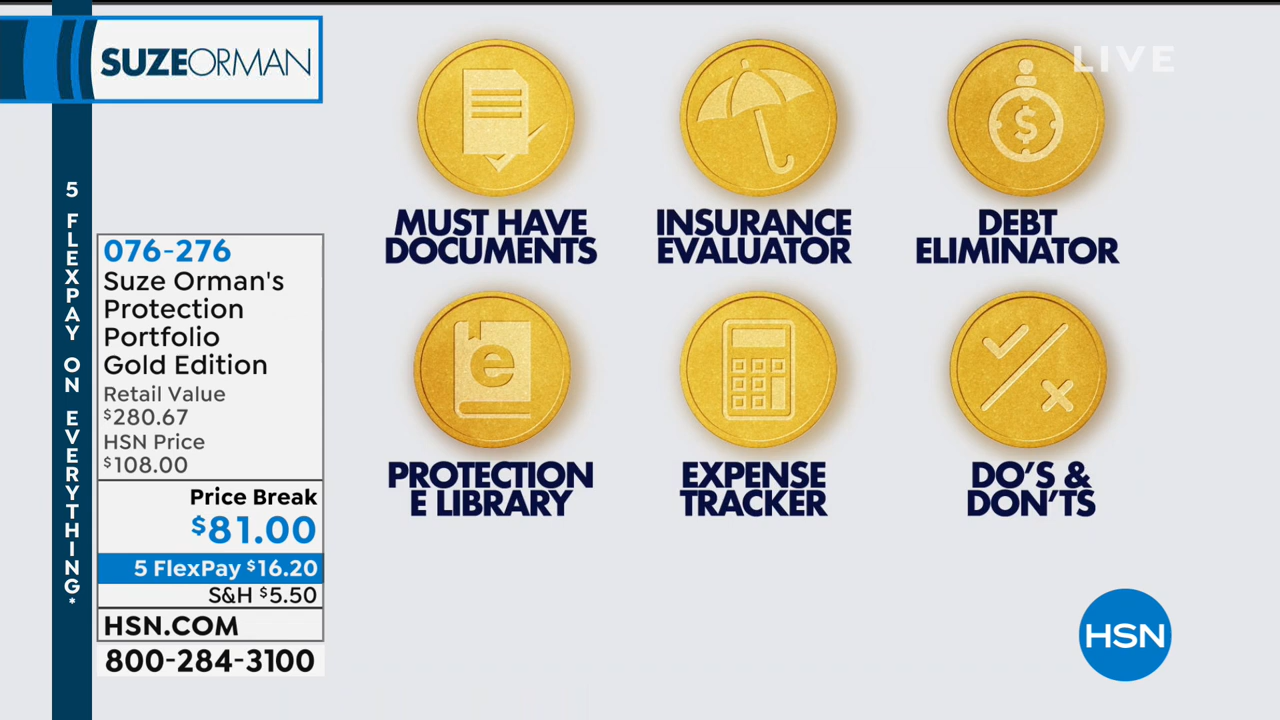 SUZEORMAN
LIVE
5 FLEXPAY ON EVERYTHING*
076-276
Suze Orman's
Protection
Portfolio
Gold Edition
Retail Value
$280.67
HSN Price
$108.00
Price Break
$81.00
5 FlexPay $16.20
S&H $5.50
HSN.COM
800-284-3100
$
MUST HAVE
DOCUMENTS
INSURANCE
EVALUATOR
DEBT
ELIMINATOR
e
PROTECTION
E LIBRARY
EXPENSE
TRACKER
DO'S &
DON'TS
HSN